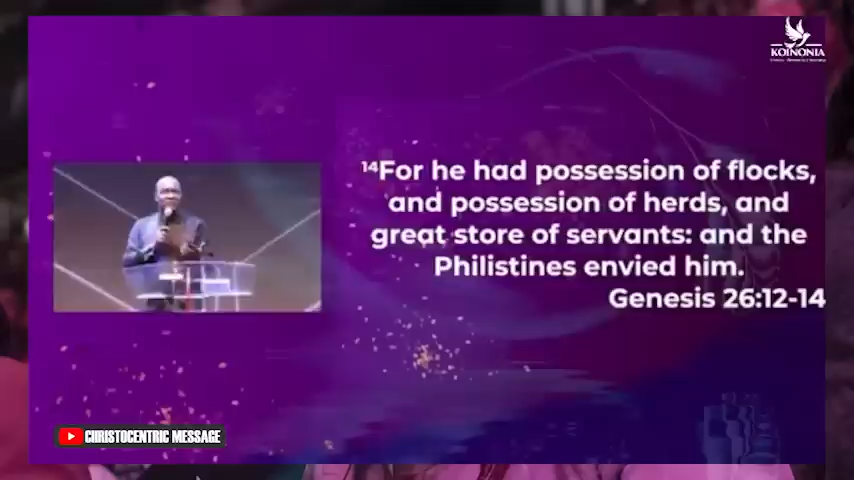 KOINONIA
¹⁴For he had possession of flocks,
and possession of herds, and
great store of servants: and the
Philistines envied him.
Genesis 26:12-14
CHRISTOCENTRIC MESSAGE